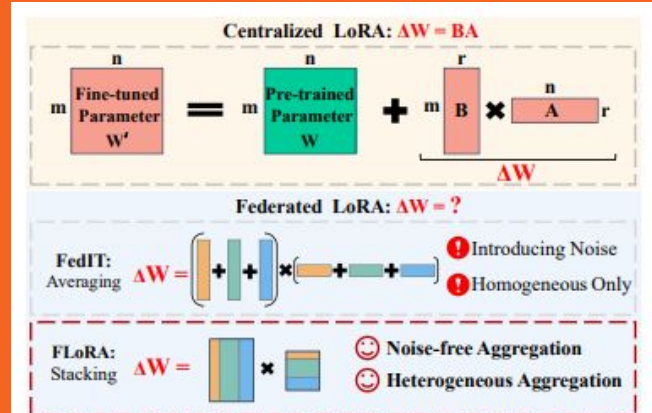 Centralized LoRA: ΔW = BA
n
n
r
m
Fine-tuned
Parameter
W'
=
m
Pre-trained
Parameter
W
+
m
B
×
n
A
r
ΔW
Federated LoRA: ΔW = ?
FedIT:
Averaging
ΔW = ( + + ) × ( + + )
! Introducing Noise
! Homogeneous Only
FLoRA:
Stacking
ΔW = ×
Noise-free Aggregation
Heterogeneous Aggregation